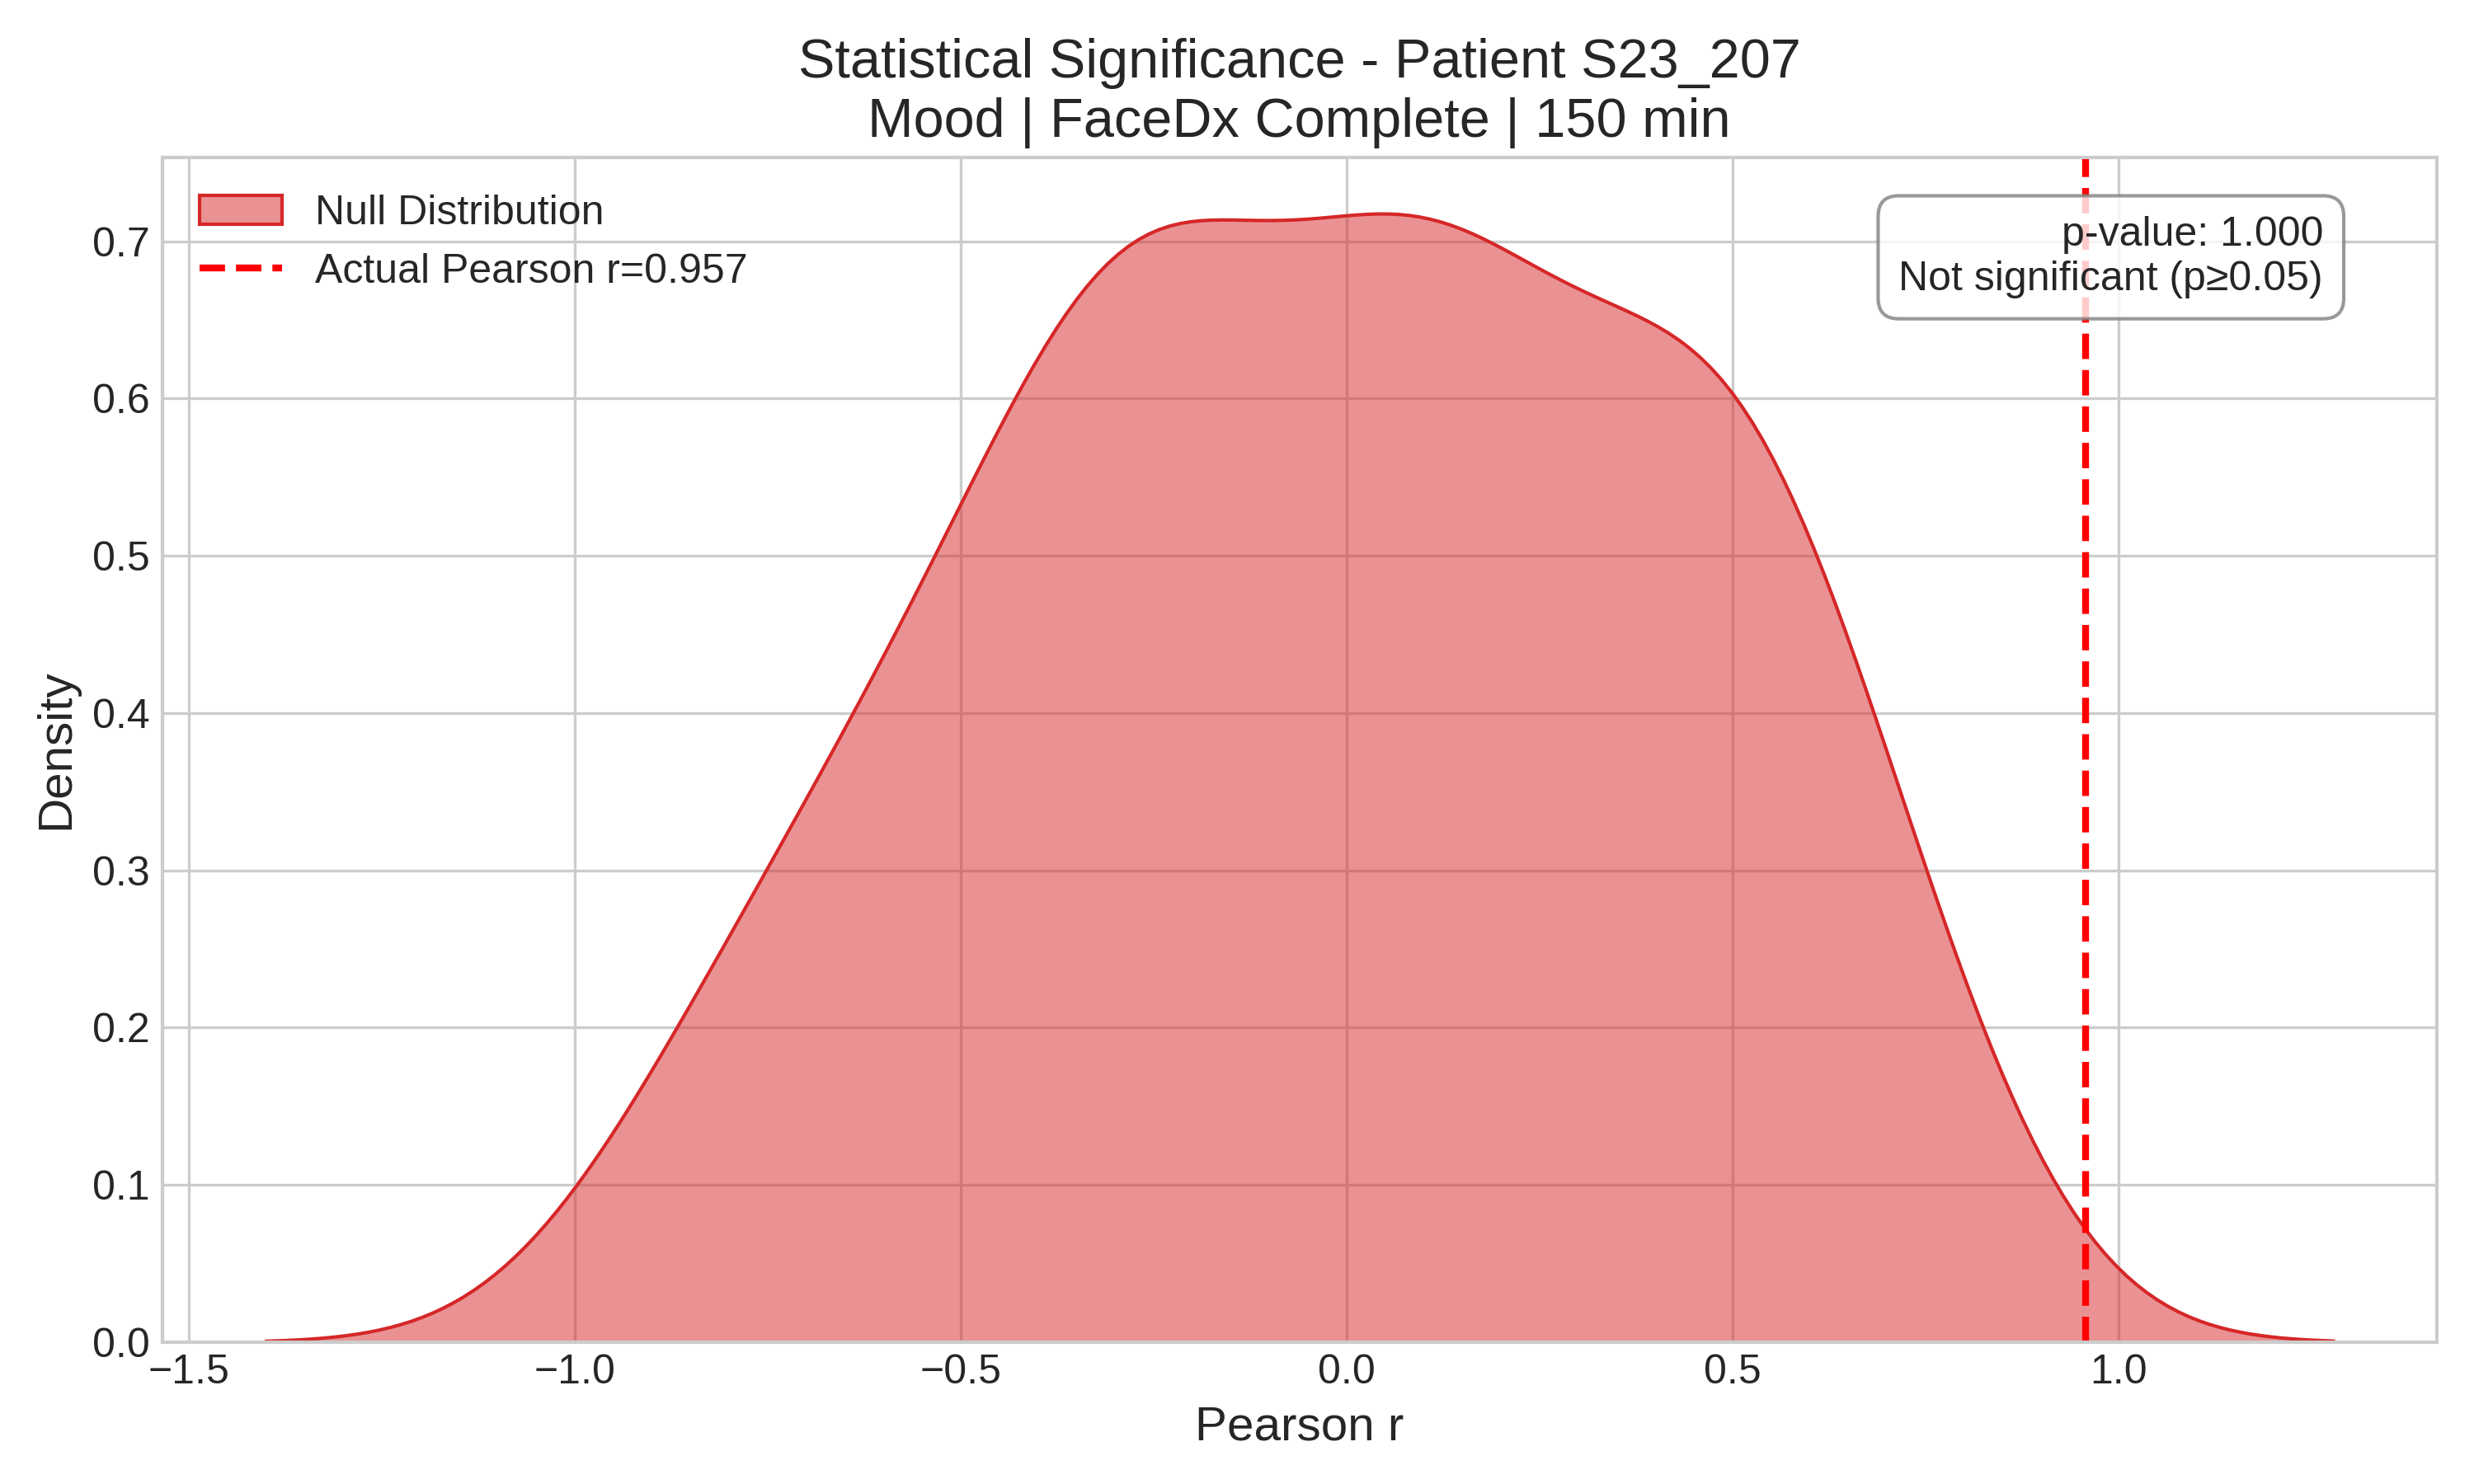 Statistical Significance - Patient S23_207
Mood | FaceDx Complete | 150 min
Null Distribution
Actual Pearson r=0.957
p-value: 1.000
Not significant (p≥0.05)
Density
0.7
0.6
0.5
0.4
0.3
0.2
0.1
0.0
−1.5 −1.0 −0.5 0.0 0.5 1.0
Pearson r